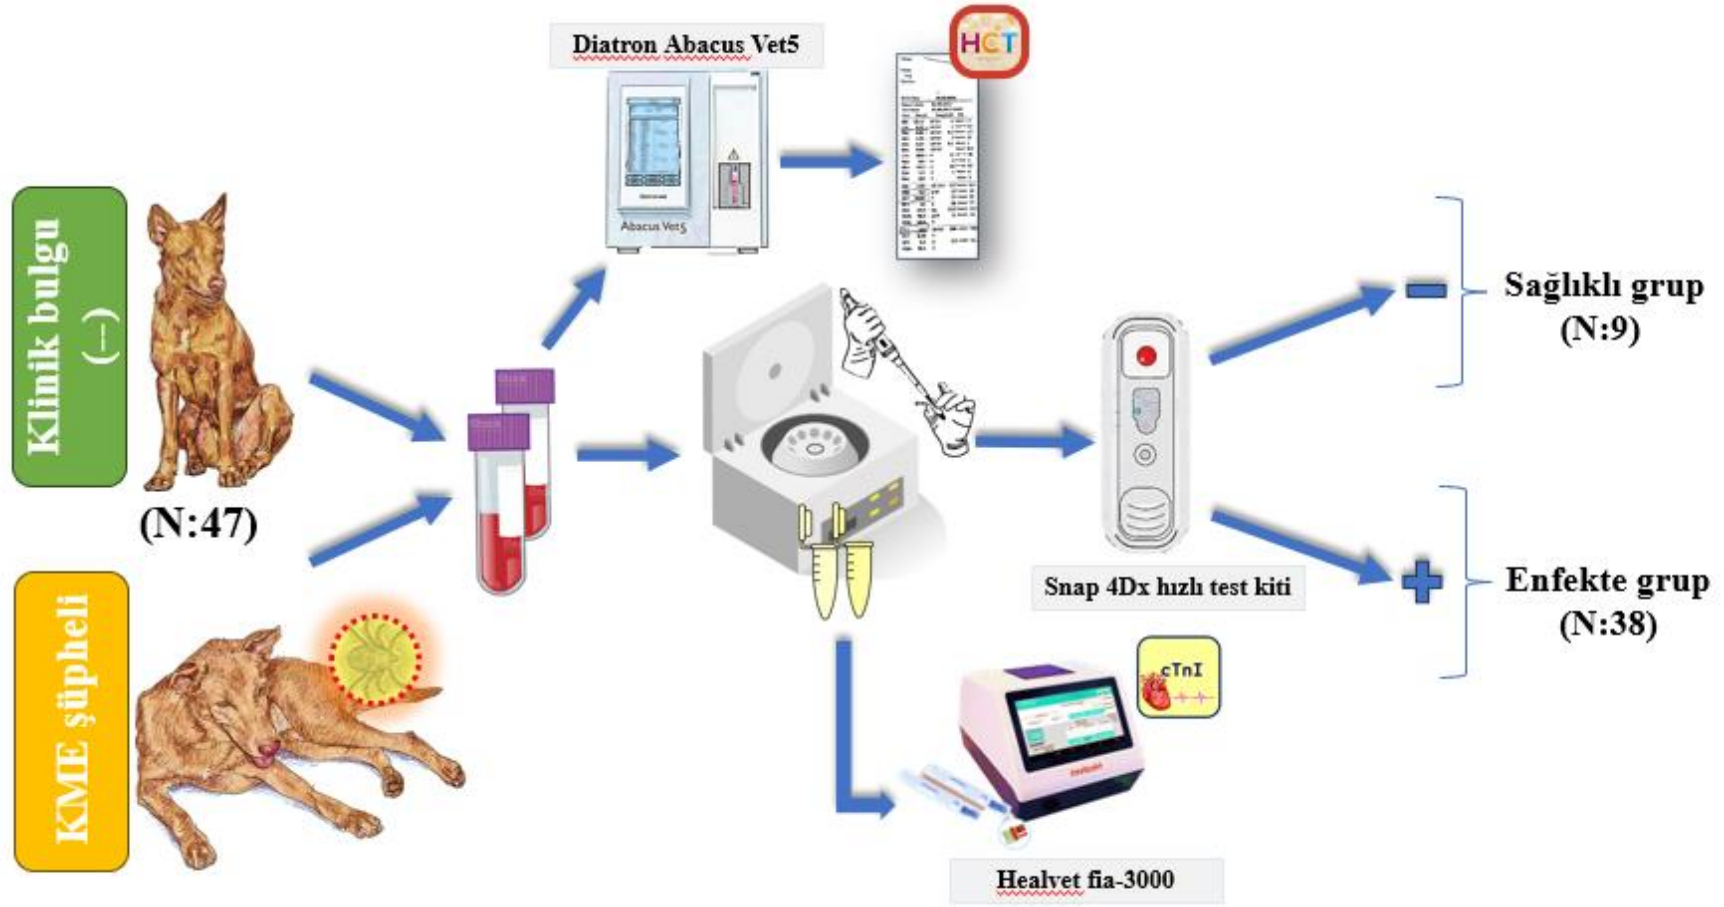 Diatron Abacus Vet5
HCT
Abacus Vet5
Klinik bulgu
(--)
(N:47)
KME şüpheli
Snap 4Dx hızlı test kiti
Sağlıklı grup
(N:9)
Enfekte grup
(N:38)
cTnI
Healvet fia-3000